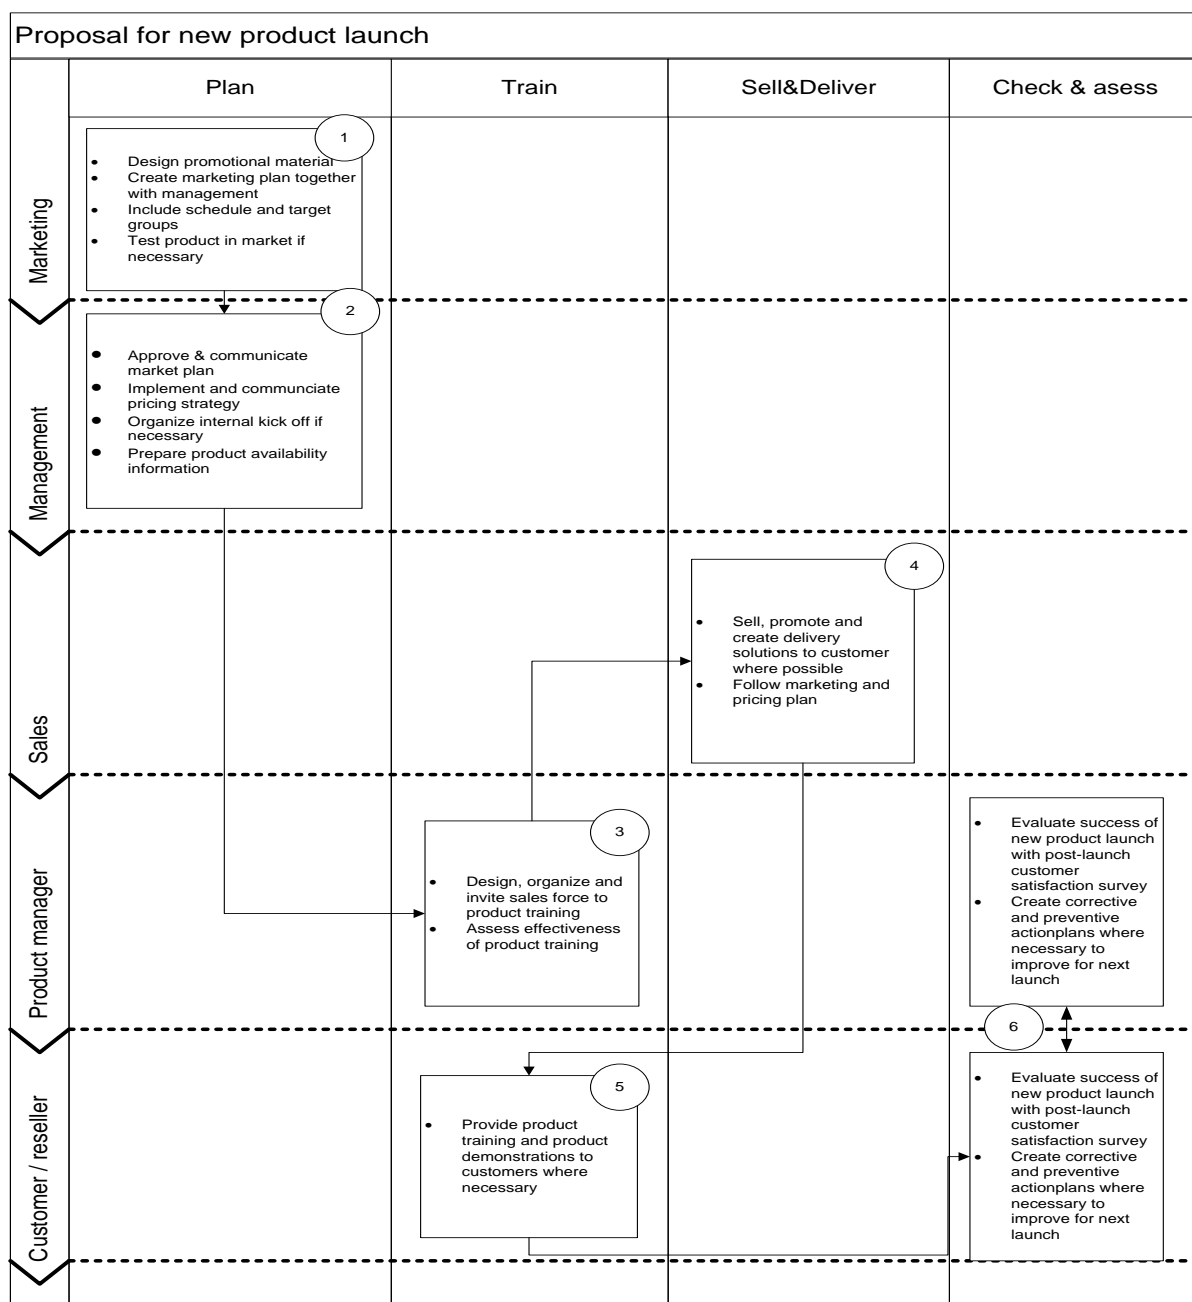 Proposal for new product launch
Plan
Train
Sell&Deliver
Check & asess
Marketing
1
• Design promotional material
• Create marketing plan together
with management
• Include schedule and target
groups
• Test product in market if
necessary
Management
2
• Approve & communicate
market plan
• Implement and communciate
pricing strategy
• Organize internal kick off if
necessary
• Prepare product availability
information
Sales
4
• Sell, promote and
create delivery
solutions to customer
where possible
• Follow marketing and
pricing plan
Product manager
3
• Design, organize and
invite sales force to
product training
• Assess effectiveness
of product training
• Evaluate success of
new product launch
with post-launch
customer
satisfaction survey
• Create corrective
and preventive
actionplans where
necessary to
improve for next
launch
6
Customer / reseller
5
• Provide product
training and product
demonstrations to
customers where
necessary
• Evaluate success of
new product launch
with post-launch
customer
satisfaction survey
• Create corrective
and preventive
actionplans where
necessary to
improve for next
launch